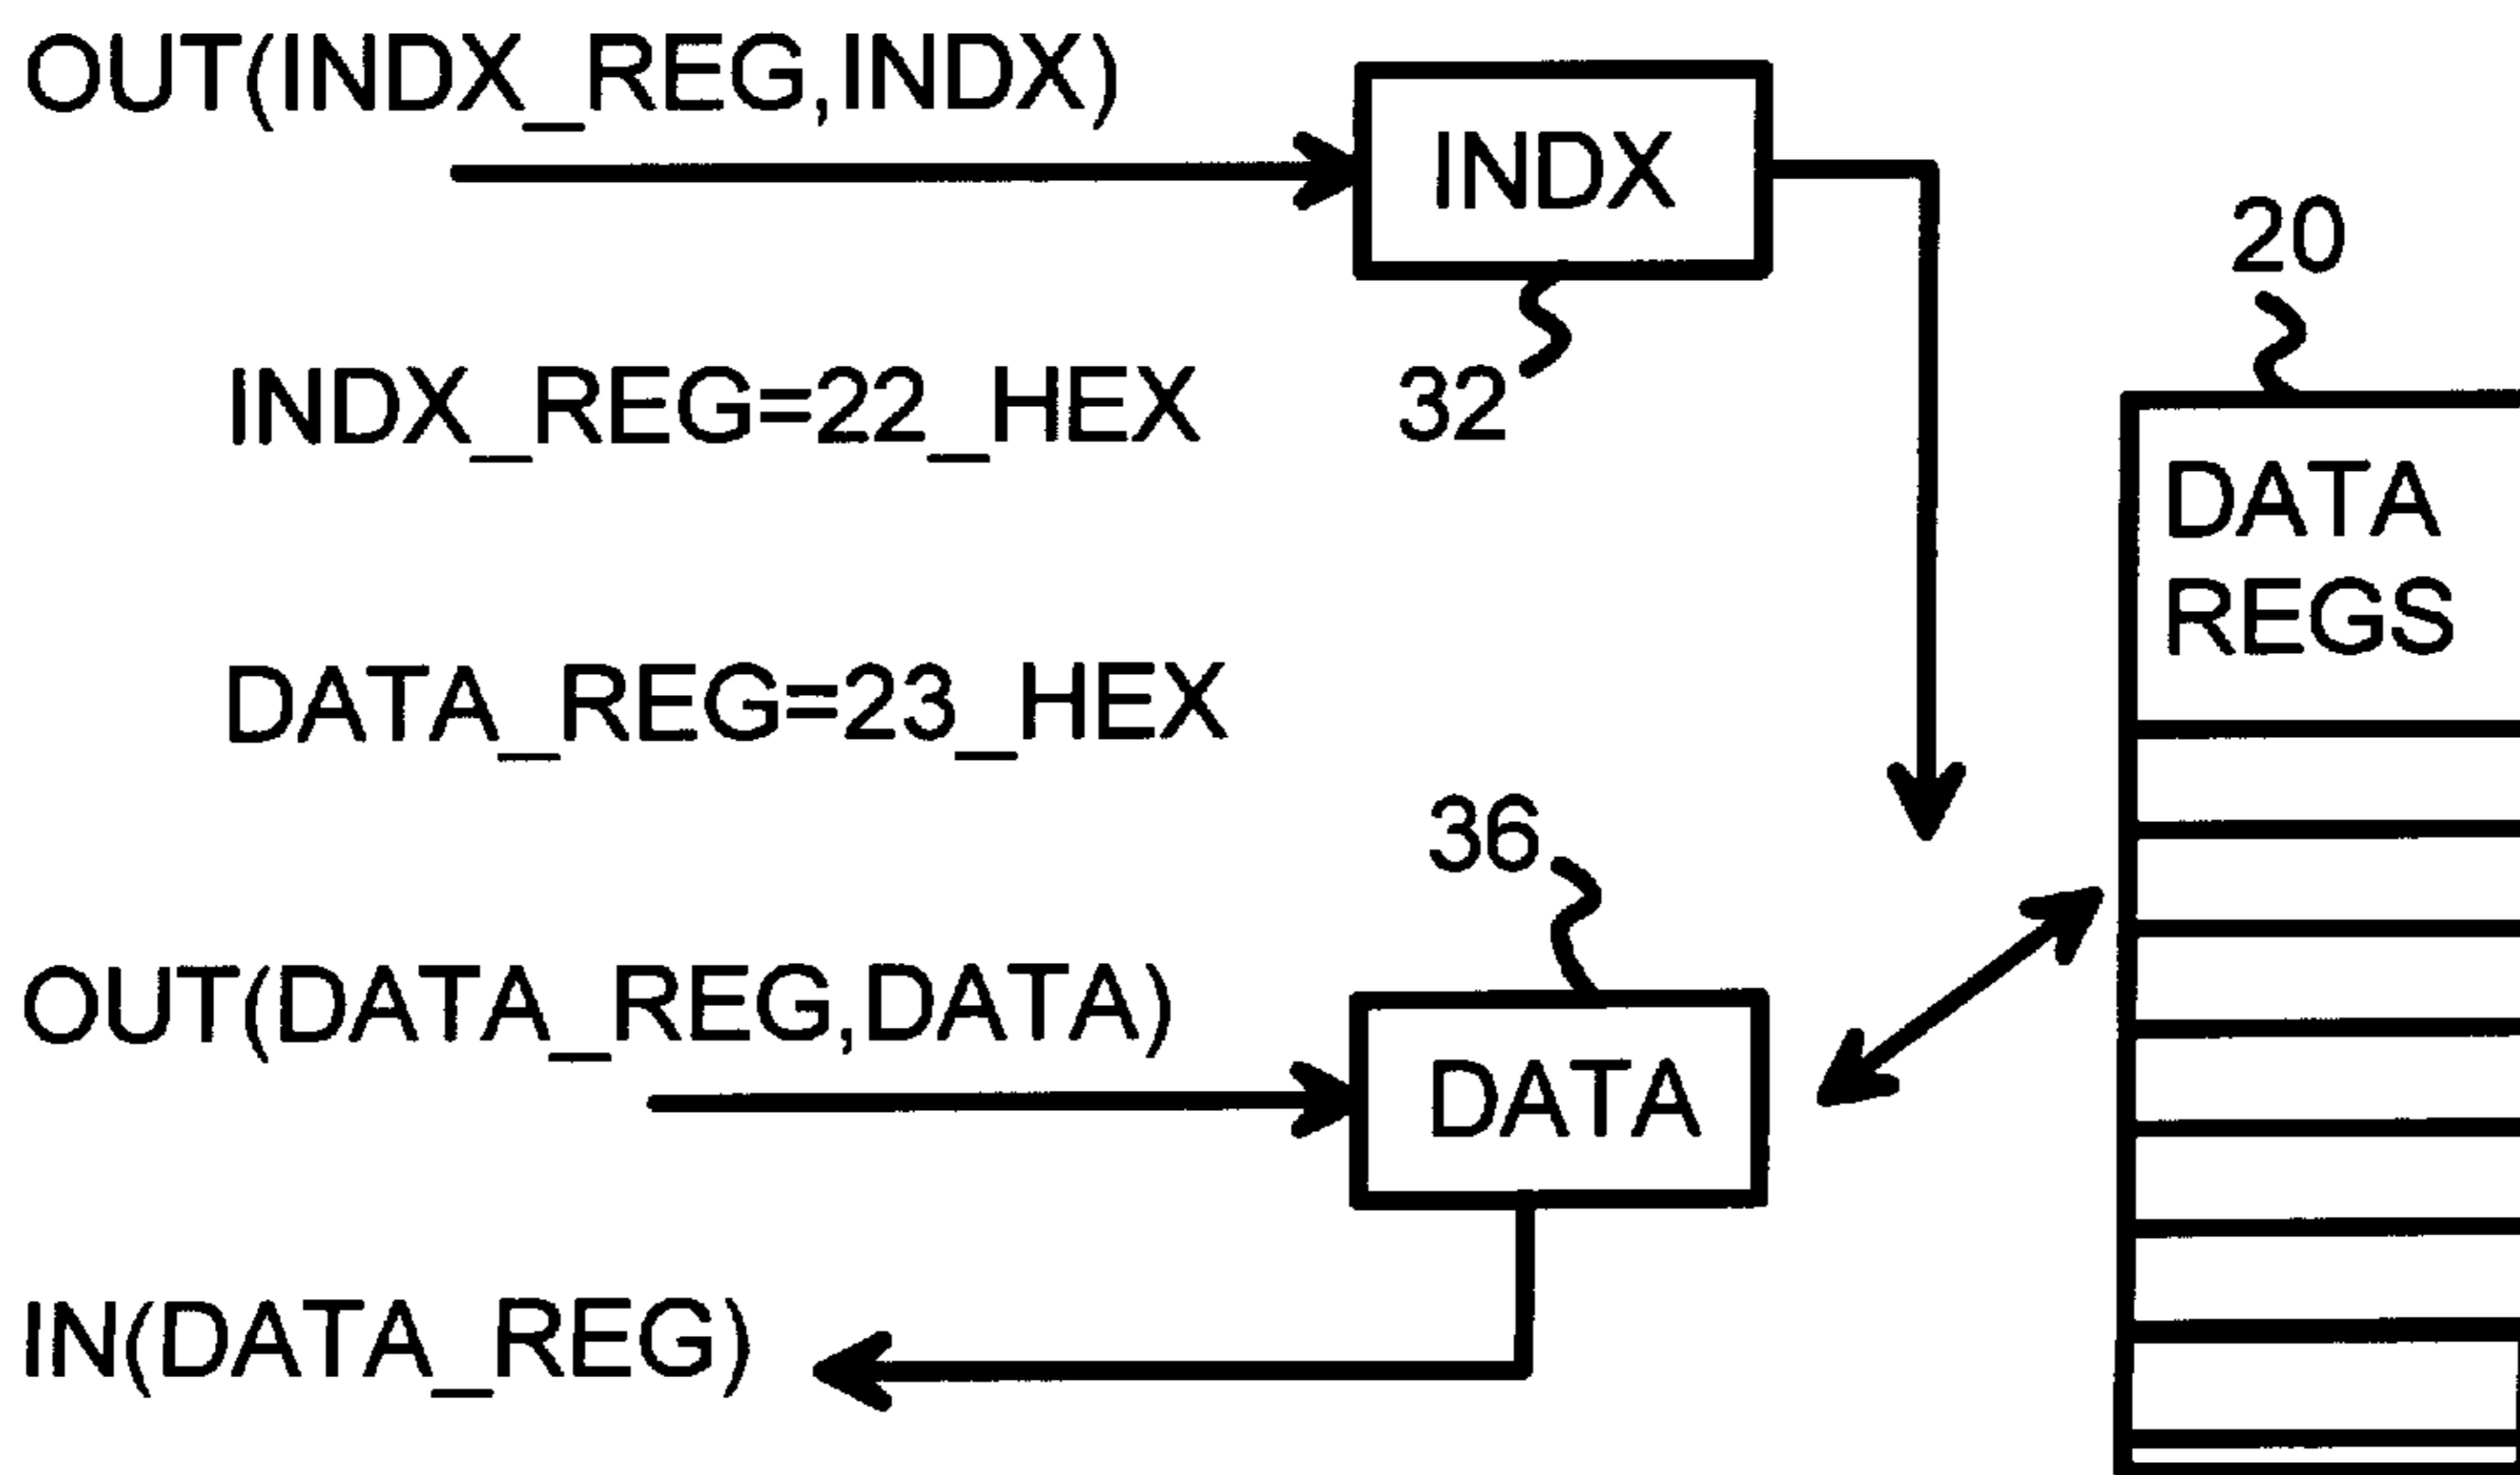 OUT(INDX_REG,INDX)
INDX
20
INDX_REG=22_HEX
32
DATA
REGS
DATA_REG=23_HEX
36
OUT(DATA_REG,DATA)
DATA
IN(DATA_REG)